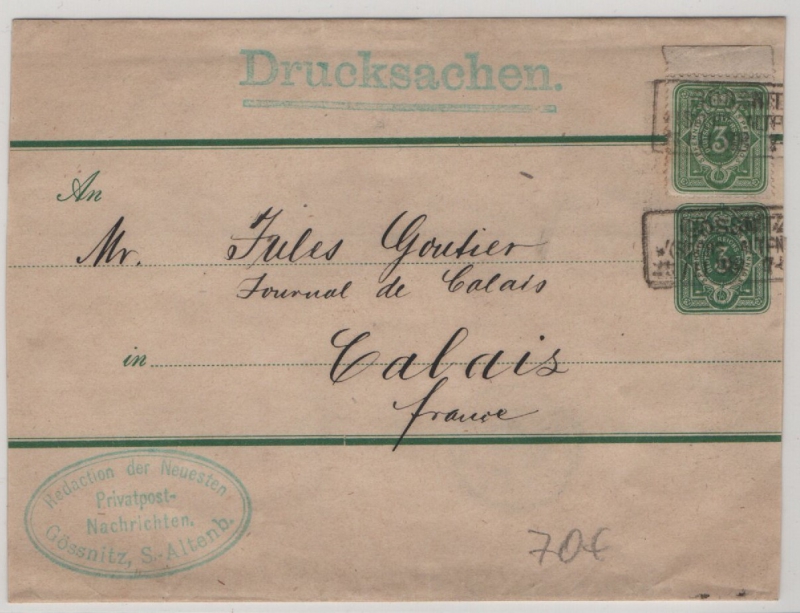 Drucksachen.
3
3
An
Mr. Jules Goutier
Journal de Calais
in Calais
france
Redaction der Neuesten
Privatpost-
Nachrichten.
Gössnitz, S.-Altenb.
70€